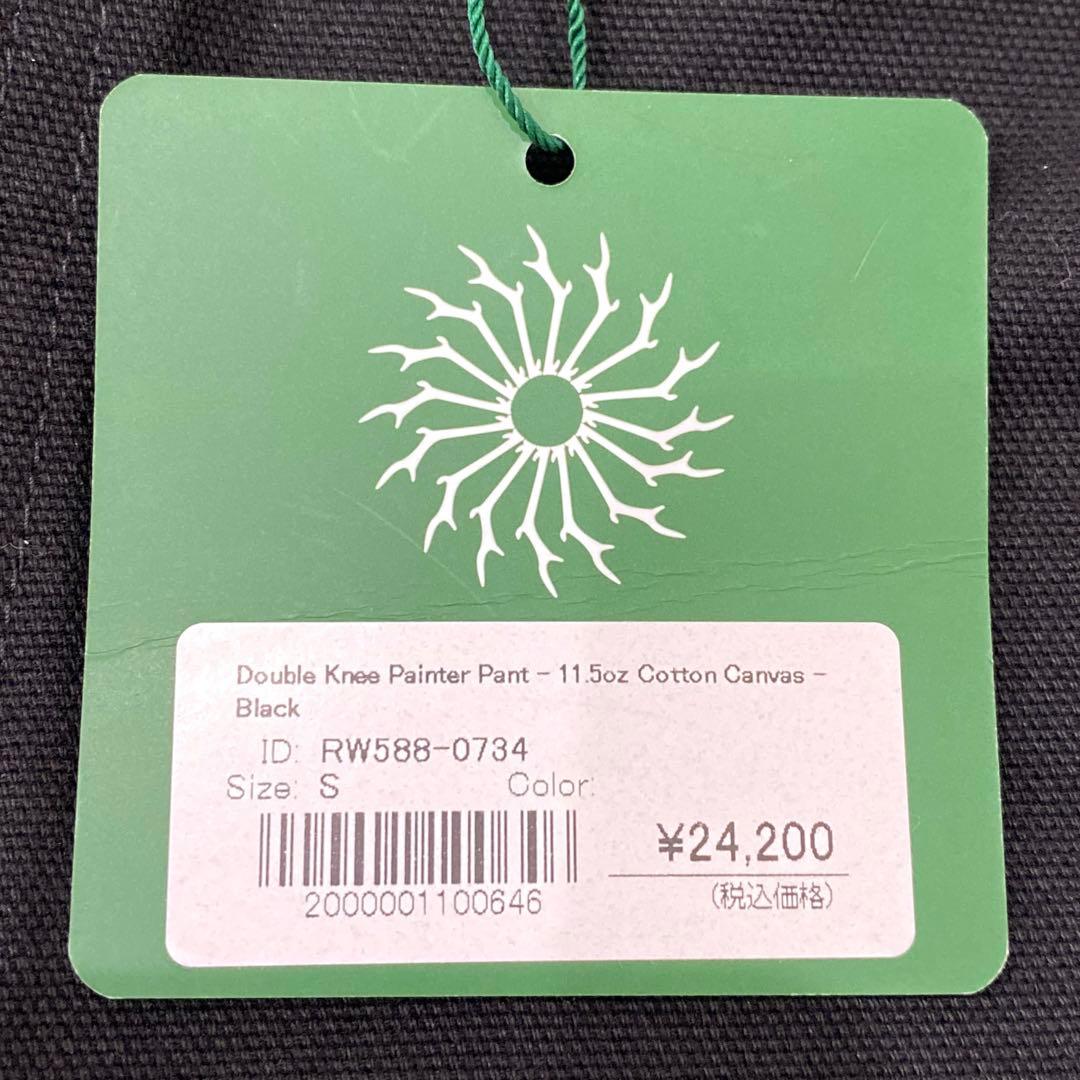 Double Knee Painter Pant - 11.5oz Cotton Canvas -
Black
ID: RW588-0734
Size: S Color:
¥24,200
2000001100646
(税込価格)